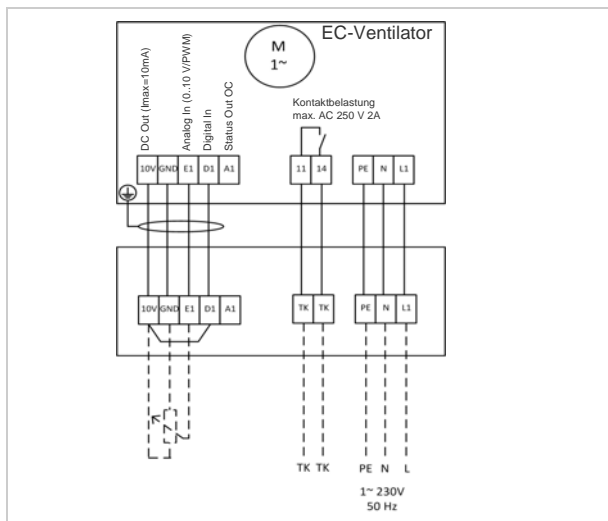 EC-Ventilator
M
1~
DC Out (Imax=10mA)
Analog In (0..10 V/PWM)
Digital In
Status Out OC
Kontaktbelastung
max. AC 250 V 2A
10V GND E1 D1 A1
11 14
PE N L1
10V GND E1 D1 A1
TK TK
PE N L1
TK TK
PE N L
1~ 230V
50 Hz